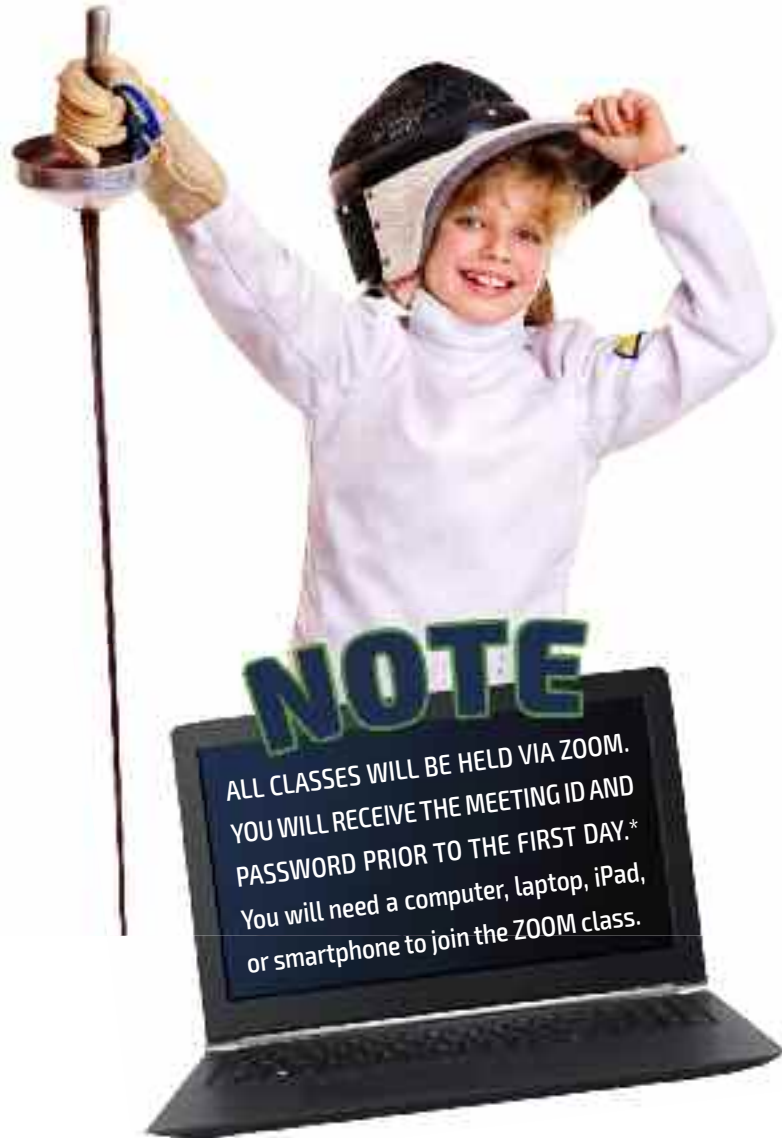 NOTE
ALL CLASSES WILL BE HELD VIA ZOOM.
YOU WILL RECEIVE THE MEETING ID AND
PASSWORD PRIOR TO THE FIRST DAY.*
You will need a computer, laptop, iPad,
or smartphone to join the ZOOM class.